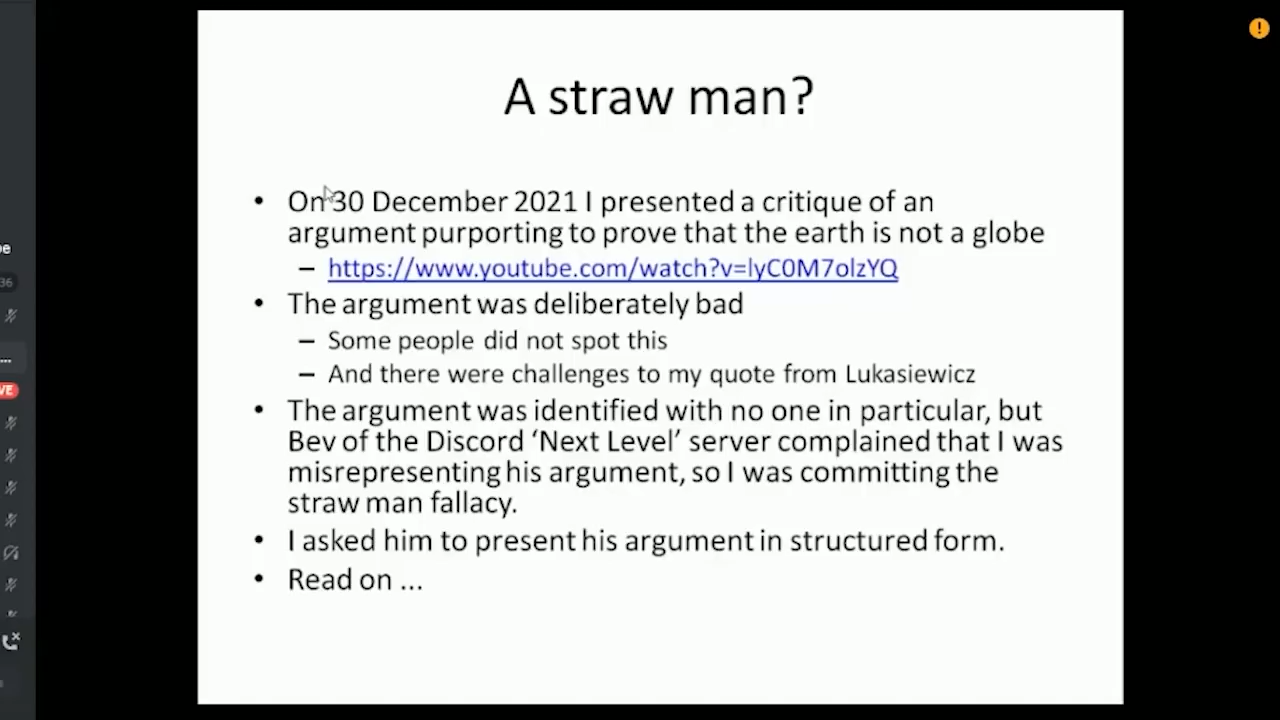 A straw man?
• On 30 December 2021 I presented a critique of an
argument purporting to prove that the earth is not a globe
– https://www.youtube.com/watch?v=lyC0M7olzYQ
• The argument was deliberately bad
– Some people did not spot this
– And there were challenges to my quote from Lukasiewicz
• The argument was identified with no one in particular, but
Bev of the Discord ‘Next Level’ server complained that I was
misrepresenting his argument, so I was committing the
straw man fallacy.
• I asked him to present his argument in structured form.
• Read on ...